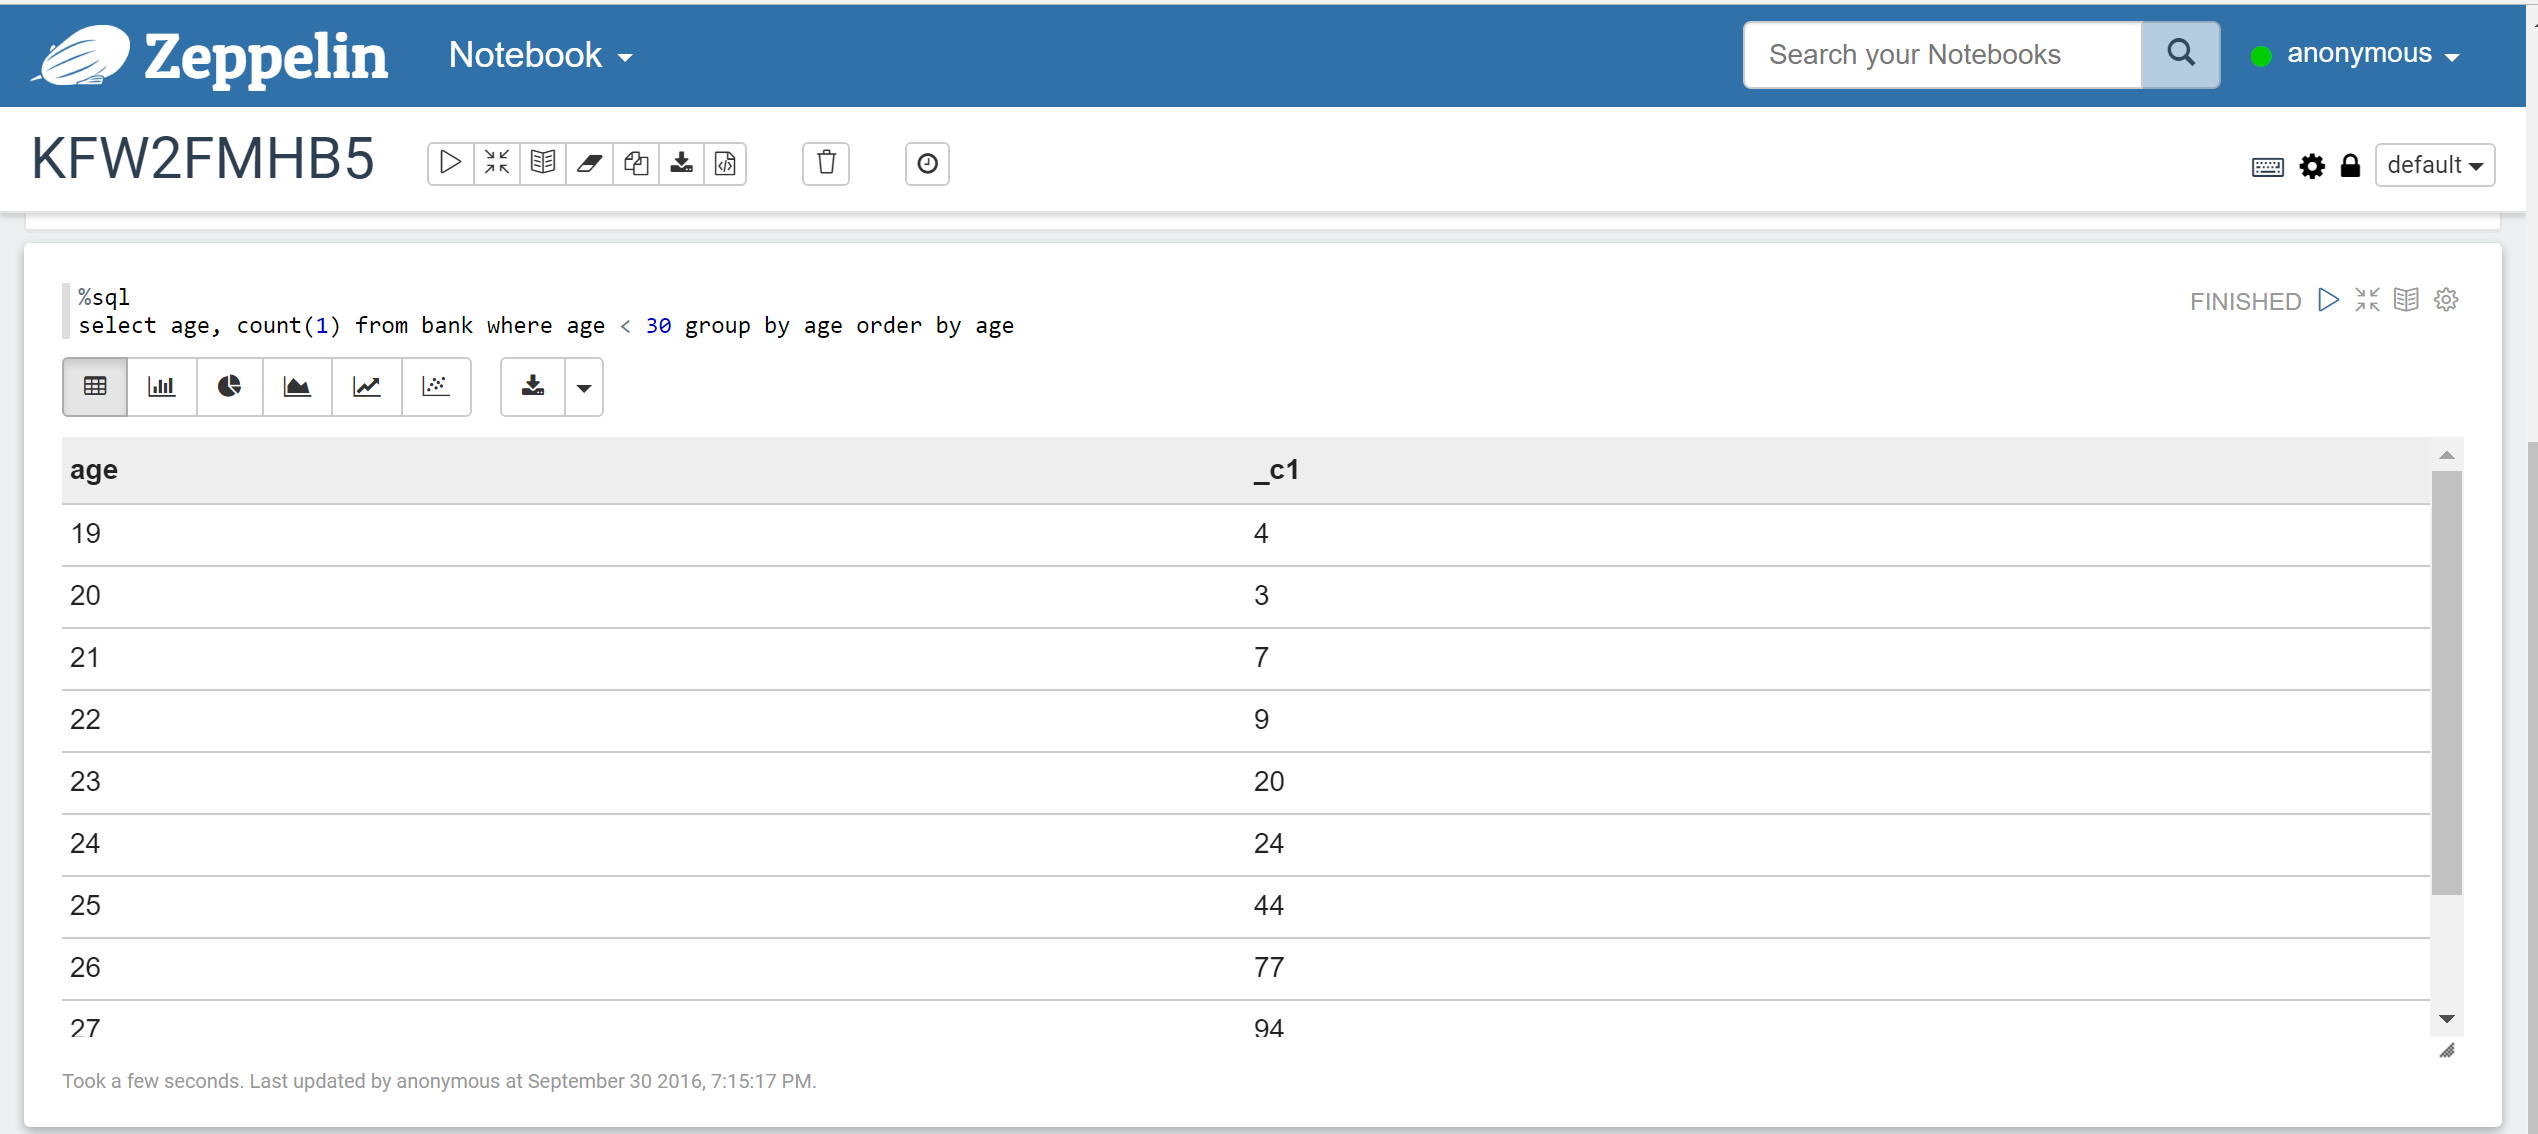 Zeppelin Notebook Search your Notebooks anonymous
KFW2FMHB5 default
%sql
FINISHED
select age, count(1) from bank where age < 30 group by age order by age
age _c1
19 4
20 3
21 7
22 9
23 20
24 24
25 44
26 77
27 94
Took a few seconds. Last updated by anonymous at September 30 2016, 7:15:17 PM.